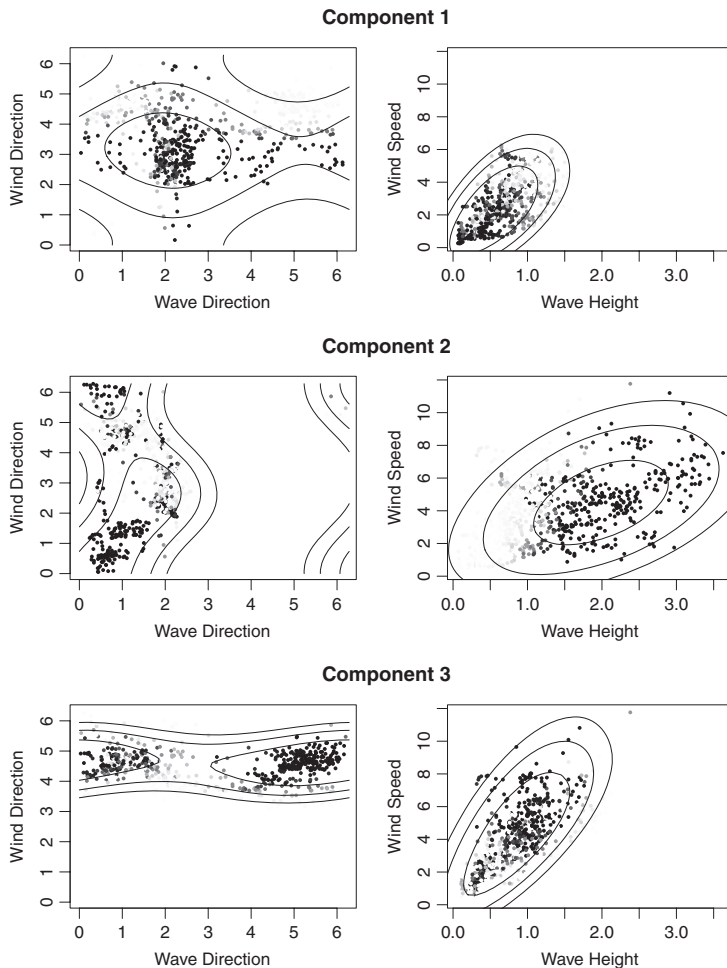 Component 1
Wind Direction
0 1 2 3 4 5 6
0 1 2 3 4 5 6
Wave Direction
Wind Speed
0 2 4 6 8 10
0.0 1.0 2.0 3.0
Wave Height
Component 2
Wind Direction
0 1 2 3 4 5 6
0 1 2 3 4 5 6
Wave Direction
Wind Speed
0 2 4 6 8 10
0.0 1.0 2.0 3.0
Wave Height
Component 3
Wind Direction
0 1 2 3 4 5 6
0 1 2 3 4 5 6
Wave Direction
Wind Speed
0 2 4 6 8 10
0.0 1.0 2.0 3.0
Wave Height